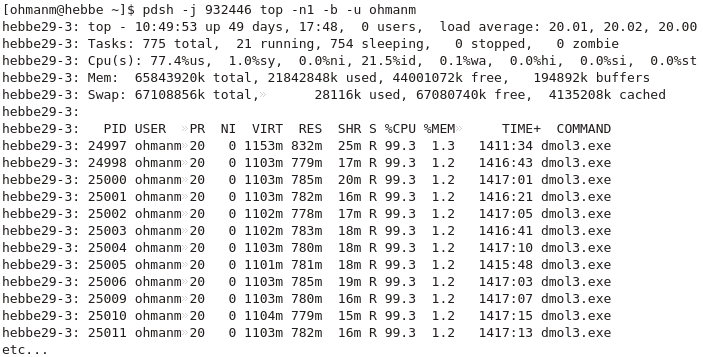 [ohmanm@hebbe ~]$ pdsh -j 932446 top -n1 -b -u ohmanm
hebbe29-3: top - 10:49:53 up 49 days, 17:48,  0 users,  load average: 20.01, 20.02, 20.00
hebbe29-3: Tasks: 775 total,  21 running, 754 sleeping,   0 stopped,   0 zombie
hebbe29-3: Cpu(s): 77.4%us,  1.0%sy,  0.0%ni, 21.5%id,  0.1%wa,  0.0%hi,  0.0%si,  0.0%st
hebbe29-3: Mem:  65843920k total, 21842848k used, 44001072k free,   194892k buffers
hebbe29-3: Swap: 67108856k total,»      28116k used, 67080740k free,  4135208k cached
hebbe29-3:
hebbe29-3:   PID USER  »PR  NI  VIRT  RES  SHR S %CPU %MEM»     TIME+  COMMAND
hebbe29-3: 24997 ohmanm»20   0 1153m 832m  25m R 99.3  1.3   1411:34 dmol3.exe
hebbe29-3: 24998 ohmanm»20   0 1103m 779m  17m R 99.3  1.2   1416:43 dmol3.exe
hebbe29-3: 25000 ohmanm»20   0 1103m 785m  20m R 99.3  1.2   1417:01 dmol3.exe
hebbe29-3: 25001 ohmanm»20   0 1103m 782m  16m R 99.3  1.2   1416:21 dmol3.exe
hebbe29-3: 25002 ohmanm»20   0 1102m 778m  17m R 99.3  1.2   1417:05 dmol3.exe
hebbe29-3: 25003 ohmanm»20   0 1102m 783m  18m R 99.3  1.2   1416:41 dmol3.exe
hebbe29-3: 25004 ohmanm»20   0 1103m 780m  18m R 99.3  1.2   1417:10 dmol3.exe
hebbe29-3: 25005 ohmanm»20   0 1101m 781m  18m R 99.3  1.2   1415:48 dmol3.exe
hebbe29-3: 25006 ohmanm»20   0 1103m 785m  19m R 99.3  1.2   1417:03 dmol3.exe
hebbe29-3: 25009 ohmanm»20   0 1103m 780m  16m R 99.3  1.2   1417:07 dmol3.exe
hebbe29-3: 25010 ohmanm»20   0 1104m 779m  15m R 99.3  1.2   1417:15 dmol3.exe
hebbe29-3: 25011 ohmanm»20   0 1103m 782m  16m R 99.3  1.2   1417:13 dmol3.exe
etc...